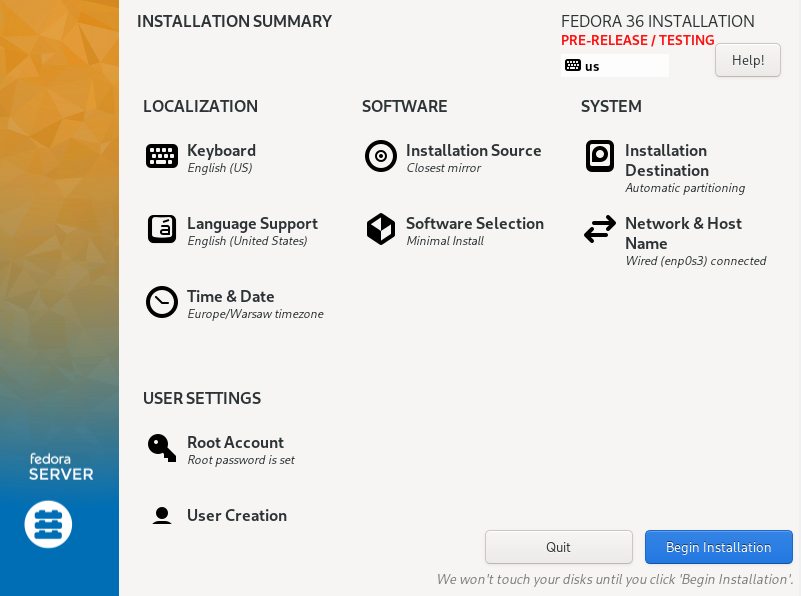 INSTALLATION SUMMARY
FEDORA 36 INSTALLATION
PRE-RELEASE / TESTING
us
Help!
LOCALIZATION
Keyboard
English (US)
Language Support
English (United States)
Time & Date
Europe/Warsaw timezone
SOFTWARE
Installation Source
Closest mirror
Software Selection
Minimal Install
SYSTEM
Installation
Destination
Automatic partitioning
Network & Host
Name
Wired (enp0s3) connected
USER SETTINGS
Root Account
Root password is set
User Creation
fedora
SERVER
Quit
Begin Installation
We won't touch your disks until you click 'Begin Installation'.